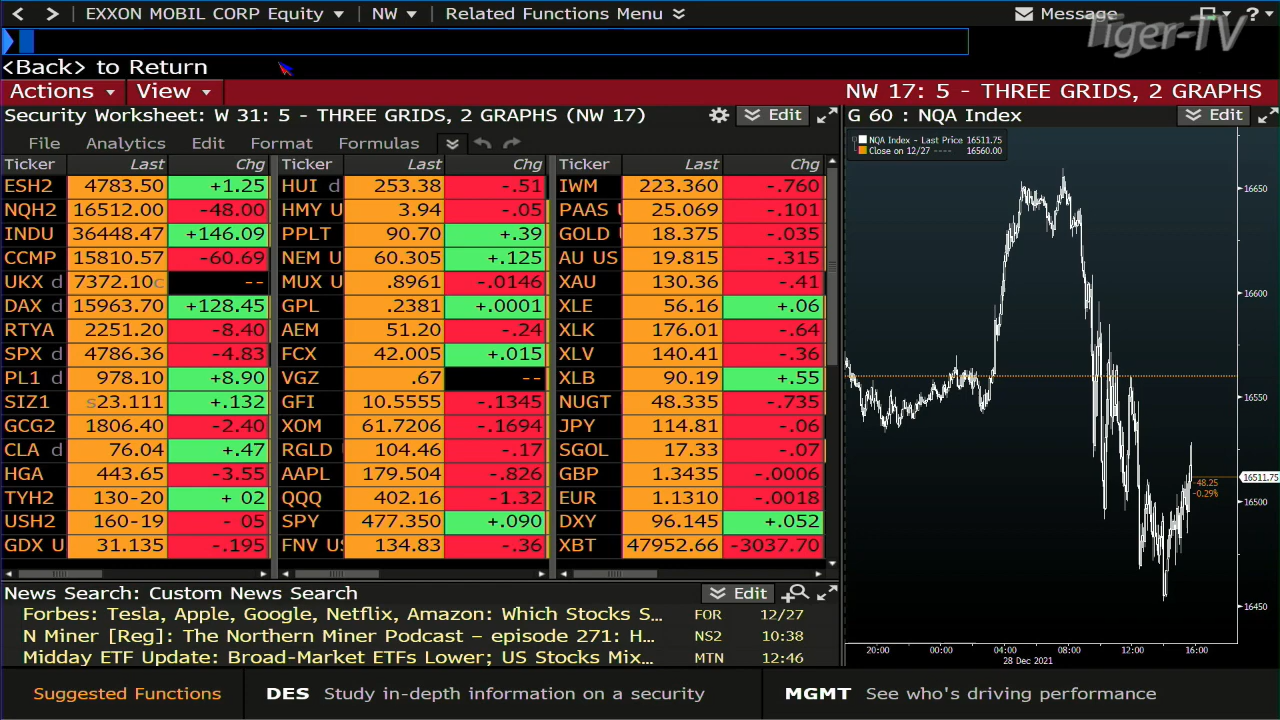 EXXON MOBIL CORP Equity NW Related Functions Menu Message ?
Tiger-TV
<Back> to Return
Actions View NW 17: 5 - THREE GRIDS, 2 GRAPHS
Security Worksheet: W 31: 5 - THREE GRIDS, 2 GRAPHS (NW 17) Edit
G 60 : NQA Index Edit
File Analytics Edit Format Formulas
NQA Index - Last Price 16511.75
Close on 12/27 ---- 16560.00
Ticker Last Chg Ticker Last Chg Ticker Last Chg
ESH2 4783.50 +1.25 HUI d 253.38 -.51 IWM 223.360 -.760
NQH2 16512.00 -48.00 HMY U 3.94 -.05 PAAS U 25.069 -.101
INDU 36448.47 +146.09 PPLT 90.70 +.39 GOLD U 18.375 -.035
CCMP 15810.57 -60.69 NEM U 60.305 +.125 AU US 19.815 -.315
UKX d 7372.10c -- MUX U .8961 -.0146 XAU 130.36 -.41
DAX d 15963.70 +128.45 GPL .2381 +.0001 XLE 56.16 +.06
RTYA 2251.20 -8.40 AEM 51.20 -.24 XLK 176.01 -.64
SPX d 4786.36 -4.83 FCX 42.005 +.015 XLV 140.41 -.36
PL1 d 978.10 +8.90 VGZ .67 -- XLB 90.19 +.55
SIZ1 s23.111 +.132 GFI 10.5555 -.1345 NUGT 48.335 -.735
GCG2 1806.40 -2.40 XOM 61.7206 -.1694 JPY 114.81 -.06
CLA d 76.04 +.47 RGLD U 104.46 -.17 SGOL 17.33 -.07
HGA 443.65 -3.55 AAPL 179.504 -.826 GBP 1.3435 -.0006
TYH2 130-20 + 02 QQQ 402.16 -1.32 EUR 1.1310 -.0018
USH2 160-19 - 05 SPY 477.350 +.090 DXY 96.145 +.052
GDX U 31.135 -.195 FNV US 134.83 -.36 XBT 47952.66 -3037.70
16650
16600
16550
16511.75
-48.25
-0.29%
16500
16450
20:00 00:00 04:00 08:00 12:00 16:00
28 Dec 2021
News Search: Custom News Search Edit
Forbes: Tesla, Apple, Google, Netflix, Amazon: Which Stocks S... FOR 12/27
N Miner [Reg]: The Northern Miner Podcast – episode 271: H... NS2 10:38
Midday ETF Update: Broad-Market ETFs Lower; US Stocks Mix... MTN 12:46
Suggested Functions DES Study in-depth information on a security MGMT See who's driving performance